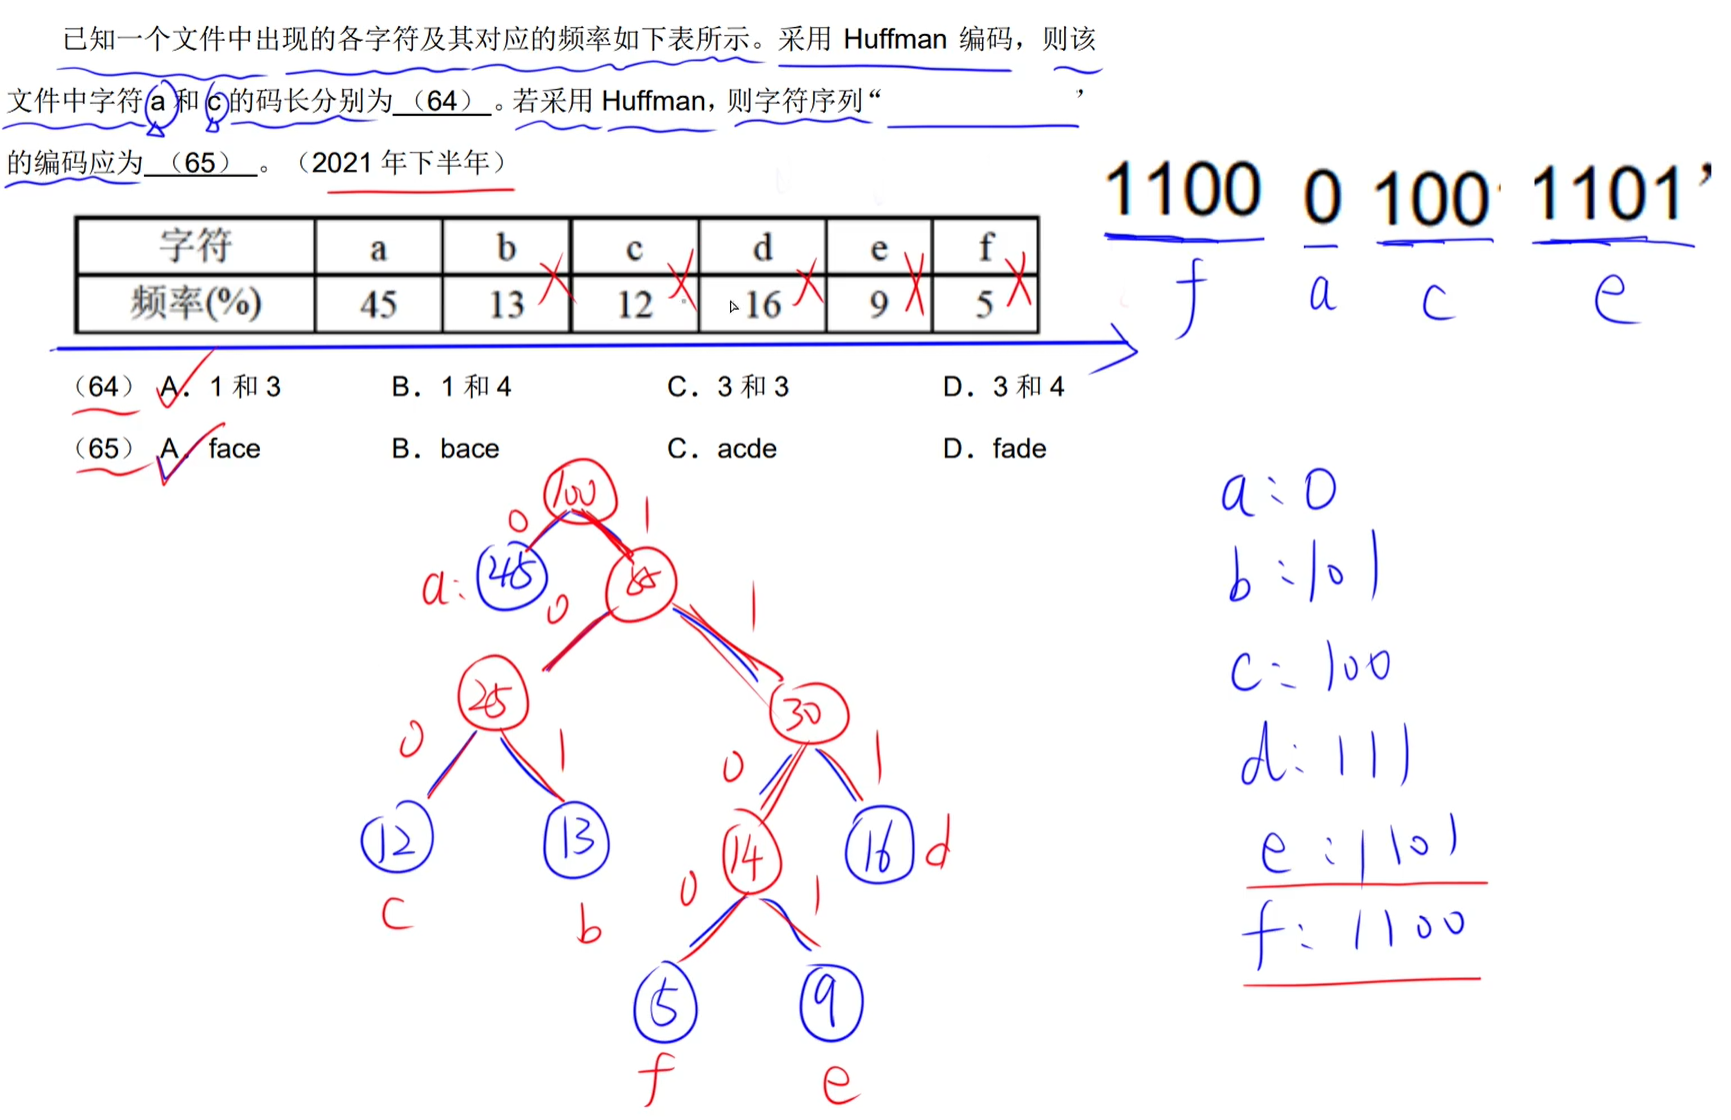 已知一个文件中出现的各字符及其对应的频率如下表所示。采用 Huffman 编码，则该
文件中字符 a 和 c 的码长分别为 （64） 。若采用 Huffman，则字符序列“ ’
的编码应为 （65） 。（2021 年下半年）
1100 0 100 1101’
f a c e
字符 a b c d e f
频率(%) 45 13 12 16 9 5
（64） A. 1 和 3 B. 1 和 4 C. 3 和 3 D. 3 和 4
（65） A. face B. bace C. acde D. fade
100
0 1
a: 45 55
0 1
25 30
0 1 0 1
12 13 14 16 d
c b 0 1
5 9
f e
a: 0
b: 101
c: 100
d: 111
e: 1101
f: 1100